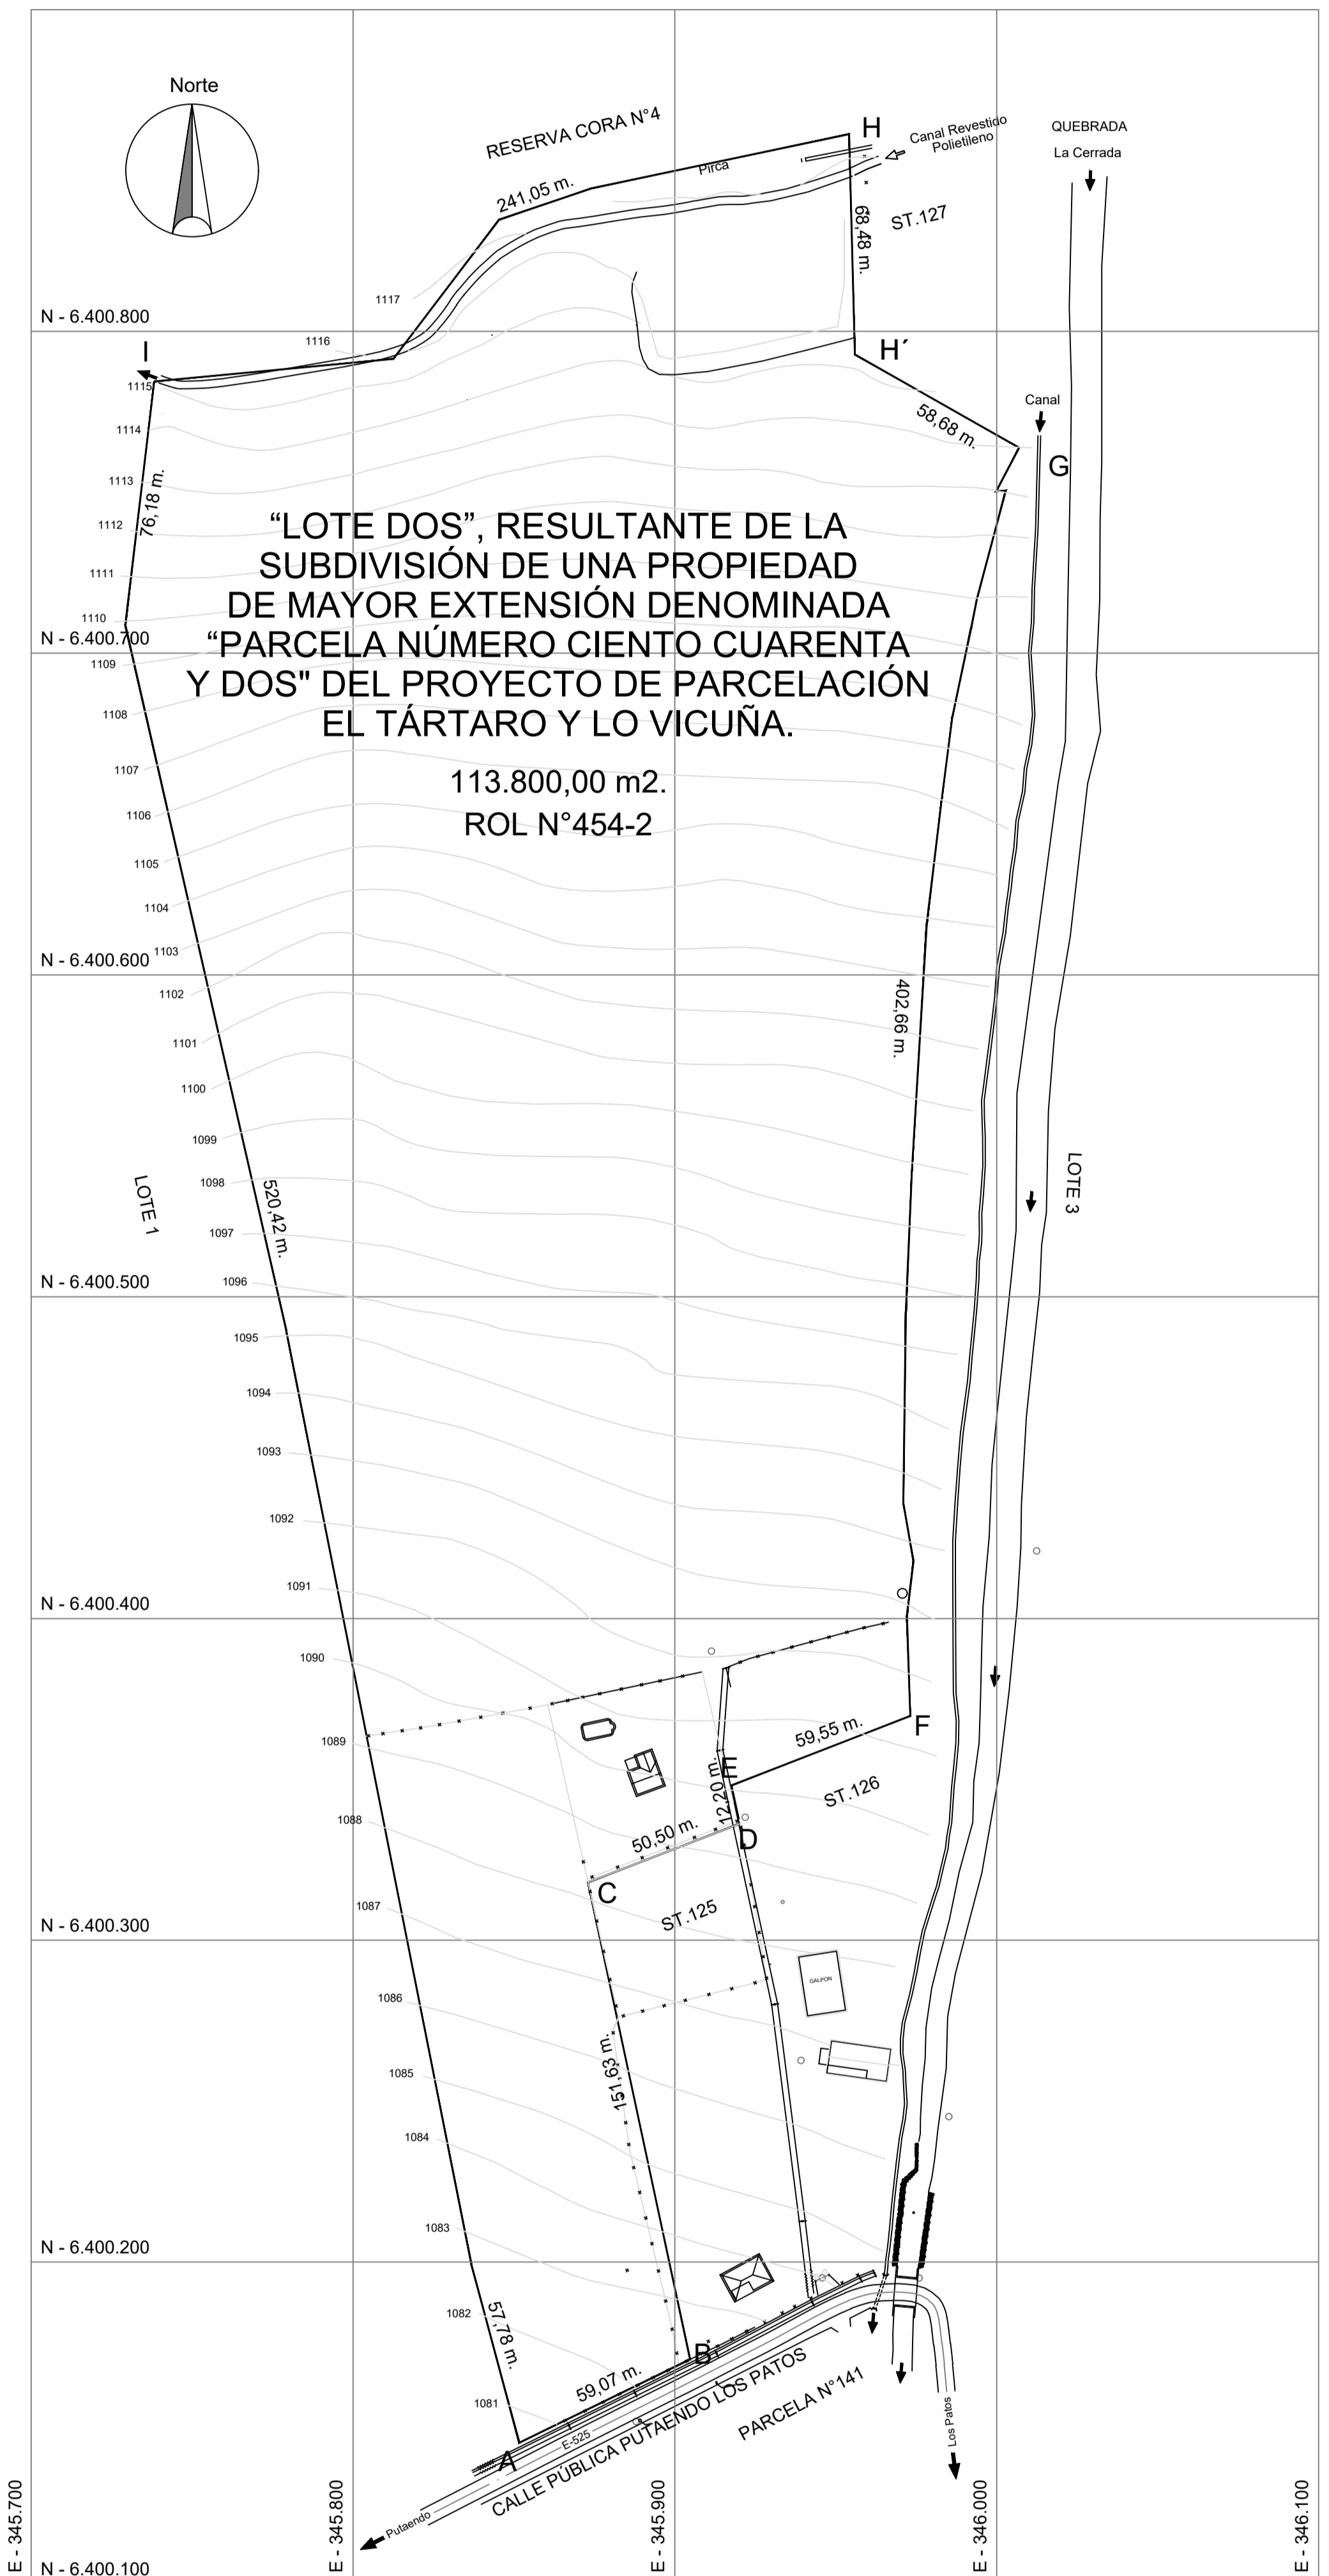 Norte
RESERVA CORA N°4
H
Canal Revestido
Polietileno
QUEBRADA
La Cerrada
Pirca
241,05 m.
68,48 m.
ST.127
1117
N - 6.400.800
1116
I
H´
1115
Canal
58,68 m.
1114
G
1113
76,18 m.
1112
“LOTE DOS”, RESULTANTE DE LA
SUBDIVISIÓN DE UNA PROPIEDAD
DE MAYOR EXTENSIÓN DENOMINADA
“PARCELA NÚMERO CIENTO CUARENTA
Y DOS" DEL PROYECTO DE PARCELACIÓN
EL TÁRTARO Y LO VICUÑA.
113.800,00 m2.
ROL N°454-2
1111
1110
N - 6.400.700
1109
1108
1107
1106
1105
1104
1103
N - 6.400.600
1102
402,66 m.
1101
1100
1099
LOTE 1
1098
520,42 m.
LOTE 3
1097
1096
N - 6.400.500
1095
1094
1093
1092
1091
N - 6.400.400
1090
1089
F
59,55 m.
E
12,20 m.
ST.126
1088
50,50 m.
D
C
1087
ST.125
N - 6.400.300
GALPON
1086
151,63 m.
1085
1084
1083
N - 6.400.200
1082
57,78 m.
B
59,07 m.
1081
E-525
A
CALLE PÚBLICA PUTAENDO LOS PATOS
PARCELA N°141
Los Patos
Putaendo
E - 345.700
E - 345.800
E - 345.900
E - 346.000
E - 346.100
N - 6.400.100